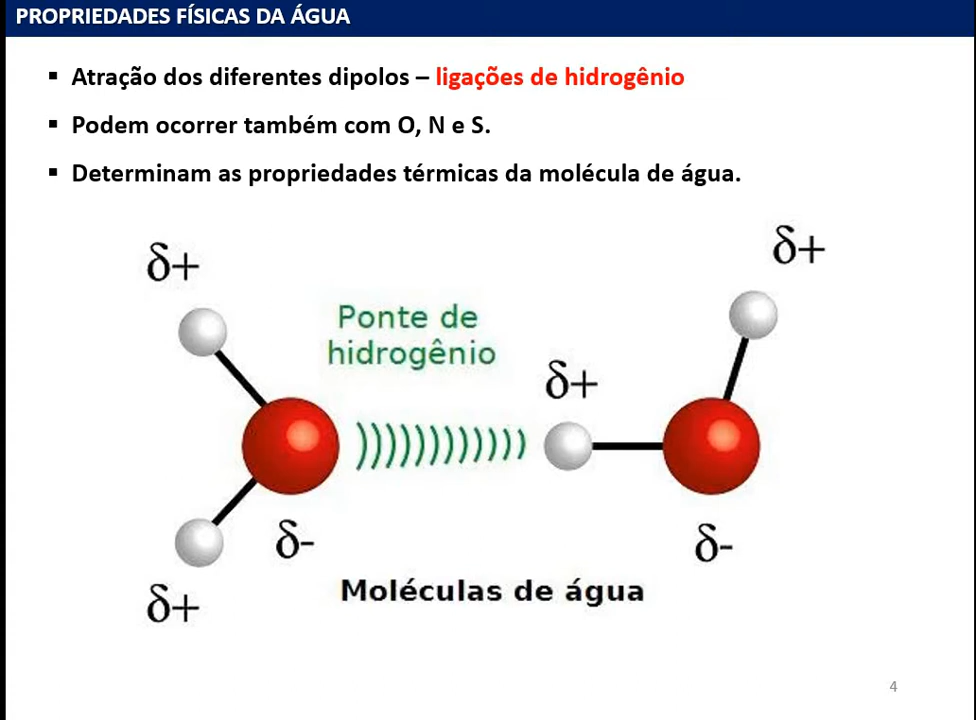 PROPRIEDADES FÍSICAS DA ÁGUA
▪ Atração dos diferentes dipolos – ligações de hidrogênio
▪ Podem ocorrer também com O, N e S.
▪ Determinam as propriedades térmicas da molécula de água.
δ+
δ+
Ponte de
hidrogênio
δ+
δ-
δ-
Moléculas de água
δ+
4